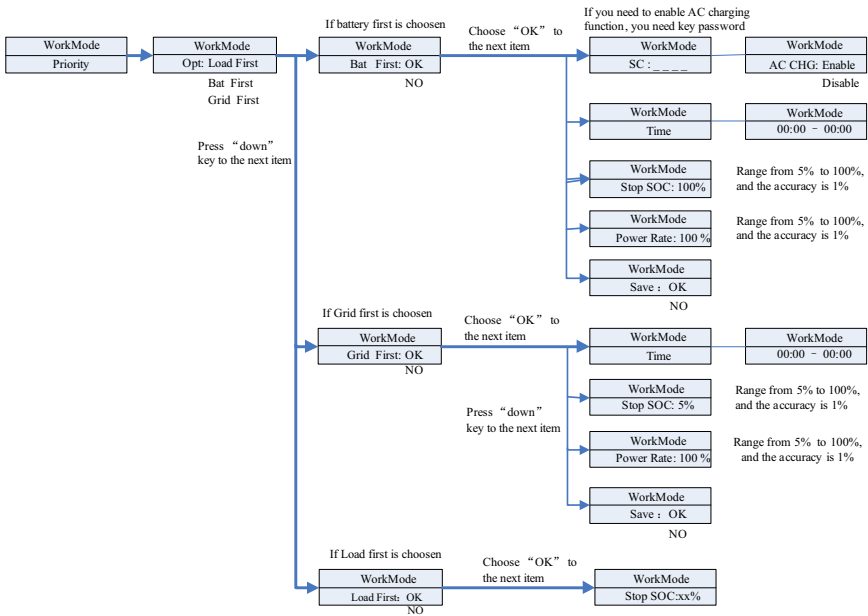 If battery first is choosen
Choose “OK” to
the next item
If you need to enable AC charging
function, you need key password
WorkMode
Priority
WorkMode
Opt: Load First
Bat First
Grid First
WorkMode
Bat First: OK
NO
WorkMode
SC : _ _ _ _
WorkMode
AC CHG: Enable
Disable
Press “down”
key to the next item
WorkMode
Time
WorkMode
00:00 - 00:00
WorkMode
Stop SOC: 100%
Range from 5% to 100%,
and the accuracy is 1%
WorkMode
Power Rate: 100 %
Range from 5% to 100%,
and the accuracy is 1%
WorkMode
Save : OK
NO
If Grid first is choosen
Choose “OK” to
the next item
WorkMode
Grid First: OK
NO
WorkMode
Time
WorkMode
00:00 - 00:00
Press “down”
key to the next item
WorkMode
Stop SOC: 5%
Range from 5% to 100%,
and the accuracy is 1%
WorkMode
Power Rate: 100 %
Range from 5% to 100%,
and the accuracy is 1%
WorkMode
Save : OK
NO
If Load first is choosen
Choose “OK” to
the next item
WorkMode
Load First: OK
NO
WorkMode
Stop SOC:xx%